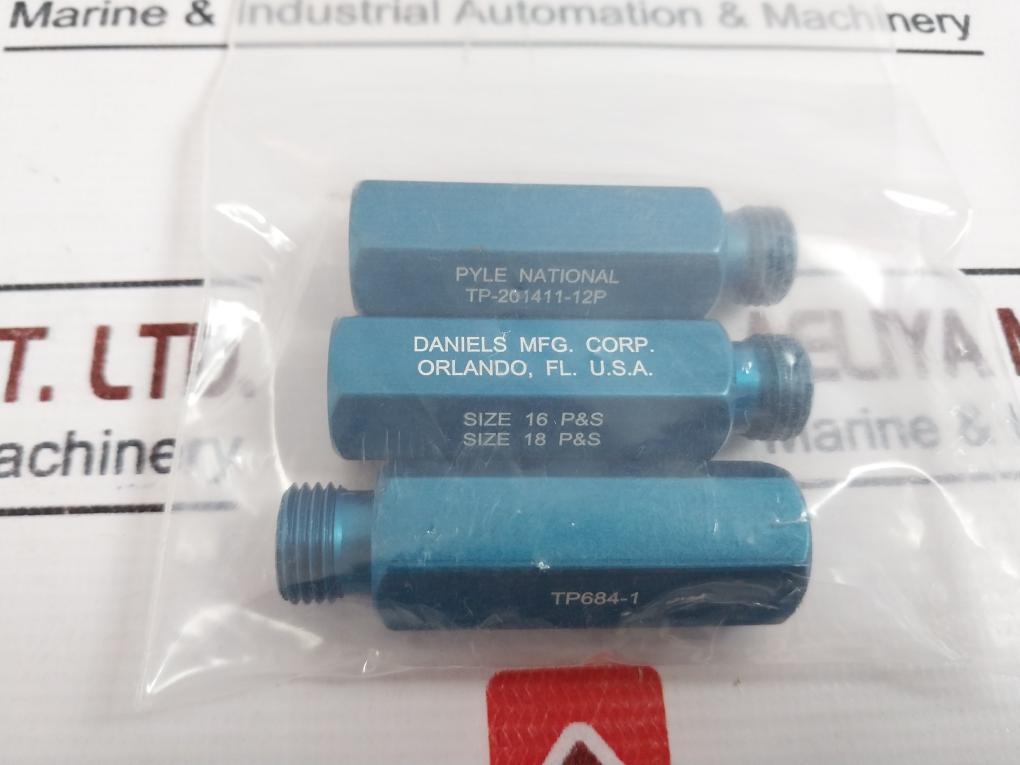 Marine & Industrial Automation & Machinery
PYLE NATIONAL
TP-201411-12P
T. LTD.
AELIYA M
DANIELS MFG. CORP.
ORLANDO, FL. U.S.A.
SIZE 16 P&S
SIZE 18 P&S
achinery
Marine &
TP684-1